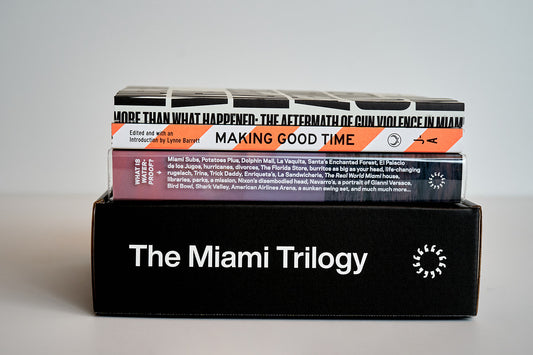 MORE THAN WHAT HAPPENED: THE AFTERMATH OF GUN VIOLENCE IN MIAM
Edited and with an
Introduction by Lynne Barrett
MAKING GOOD TIME
J A
WHAT IS
WATER-
PROOF?
Miami Subs, Potatoes Plus, Dolphin Mall, La Vaquita, Santa's Enchanted Forest, El Palacio
de los Jugos, hurricanes, divorces, The Florida Store, burritos as big as your head, life-changing
rugelach, Trina, Trick Daddy, Enriqueta's, La Sandwicherie, The Real World Miami house,
libraries, parks, a mission, Nixon's disembodied head, Navarro's, a portrait of Gianni Versace,
Bird Bowl, Shark Valley, American Airlines Arena, a sunken swing set, and much much more...
The Miami Trilogy